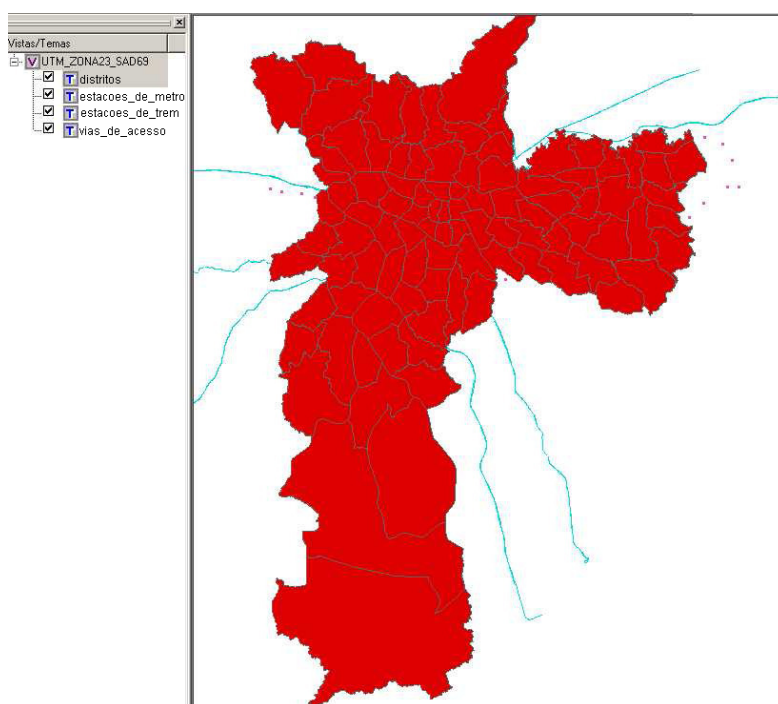 Vistas/Temas
V UTM_ZONA23_SAD69
T distritos
T estacoes_de_metro
T estacoes_de_trem
T vias_de_acesso